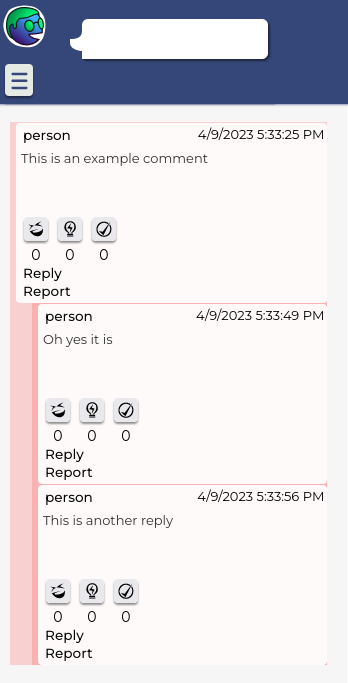 person 4/9/2023 5:33:25 PM
This is an example comment
0 0 0
Reply
Report
person 4/9/2023 5:33:49 PM
Oh yes it is
0 0 0
Reply
Report
person 4/9/2023 5:33:56 PM
This is another reply
0 0 0
Reply
Report